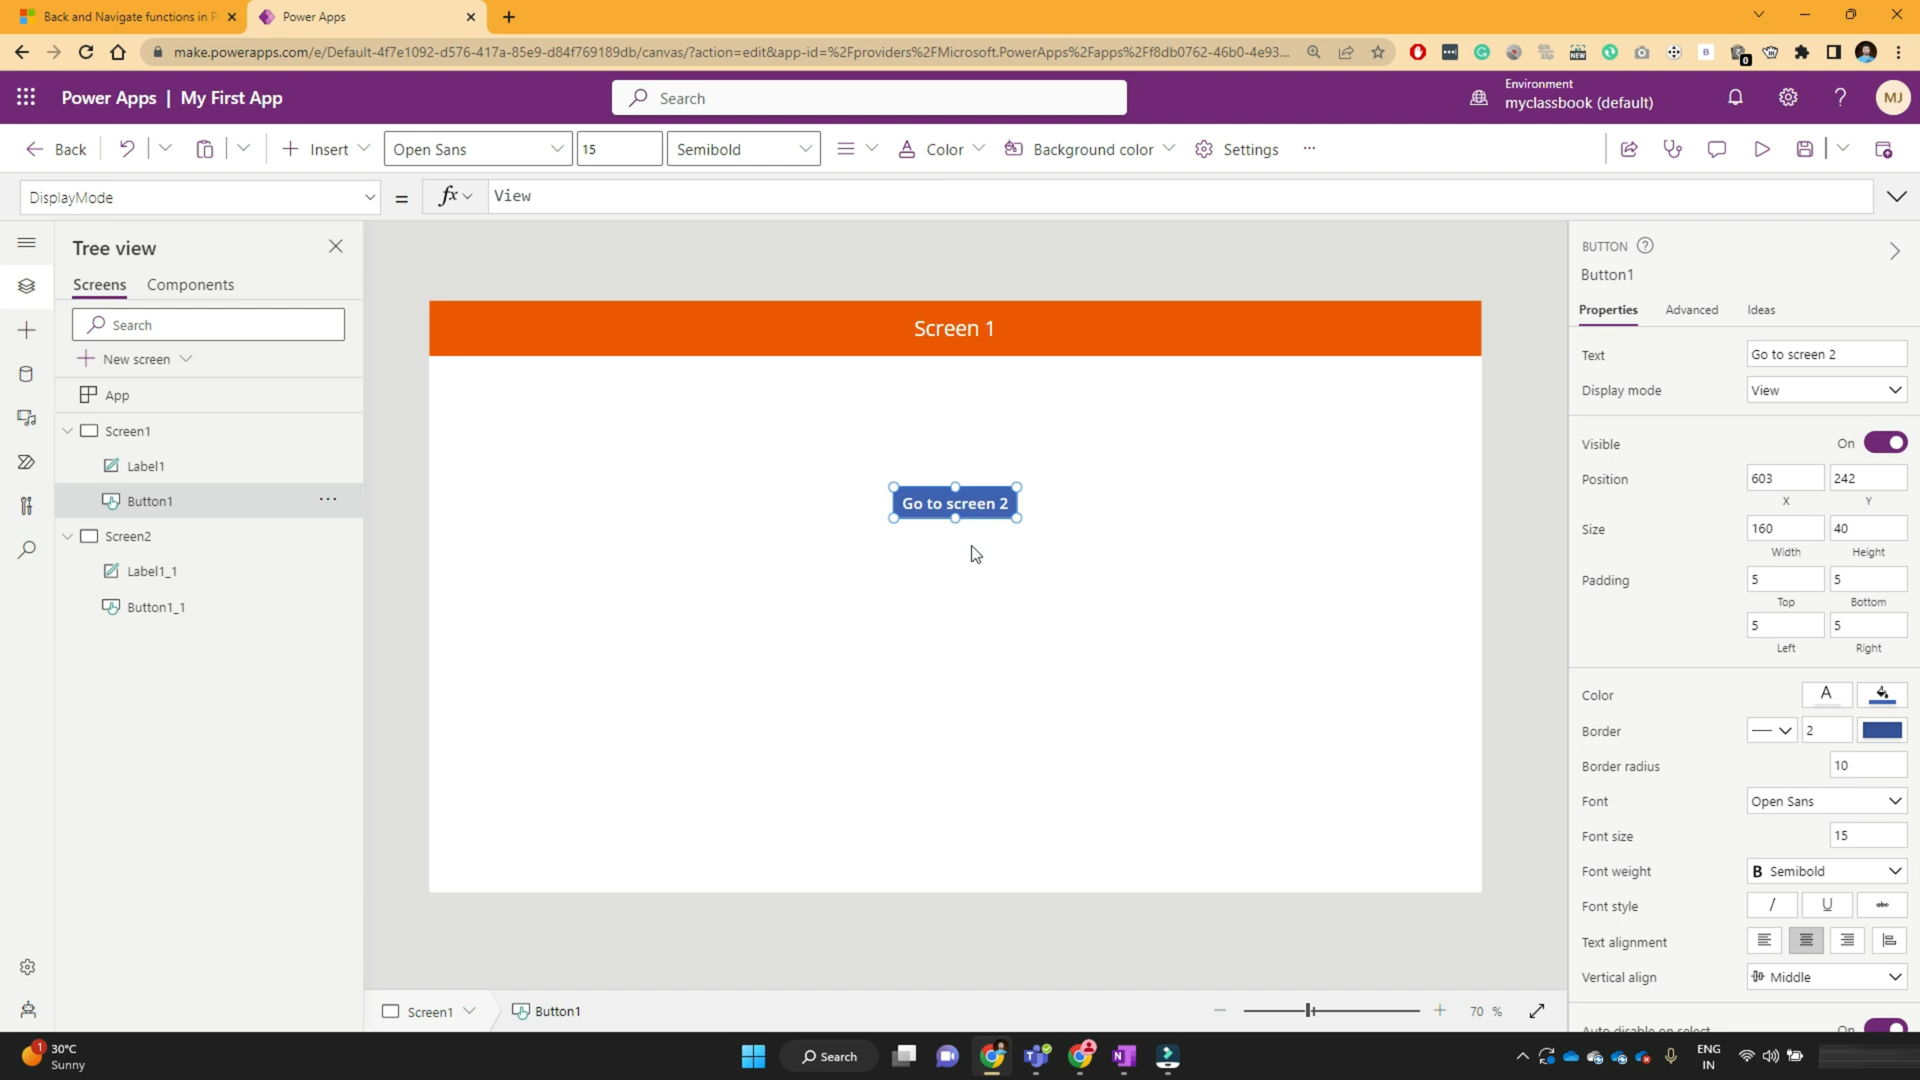 Back and Navigate functions in P
Power Apps
make.powerapps.com/e/Default-4f7e1092-d576-417a-85e9-d84f769189db/canvas/?action=edit&app-id=%2Fproviders%2FMicrosoft.PowerApps%2Fapps%2Ff8db0762-46b0-4e93...
Power Apps | My First App
Search
Environment
myclassbook (default)
MJ
Back
Insert
Open Sans
15
Semibold
Color
Background color
Settings
DisplayMode
=
fx
View
Tree view
Screens
Components
Search
New screen
App
Screen1
Label1
Button1
Screen2
Label1_1
Button1_1
Screen 1
Go to screen 2
BUTTON
Button1
Properties
Advanced
Ideas
Text
Go to screen 2
Display mode
View
Visible
On
Position
603
242
X
Y
Size
160
40
Width
Height
Padding
5
5
Top
Bottom
5
5
Left
Right
Color
A
Border
2
Border radius
10
Font
Open Sans
Font size
15
Font weight
B Semibold
Font style
/
U
abc
Text alignment
Vertical align
Middle
Auto disable on select
On
Screen1
Button1
70 %
1
30°C
Sunny
Search
ENG
IN